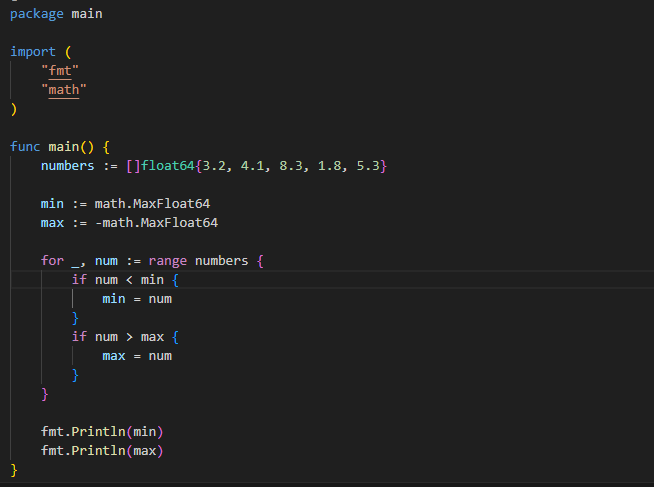 package main
import (
"fmt"
"math"
)
func main() {
numbers := []float64{3.2, 4.1, 8.3, 1.8, 5.3}
min := math.MaxFloat64
max := -math.MaxFloat64
for _, num := range numbers {
if num < min {
min = num
}
if num > max {
max = num
}
}
fmt.Println(min)
fmt.Println(max)
}